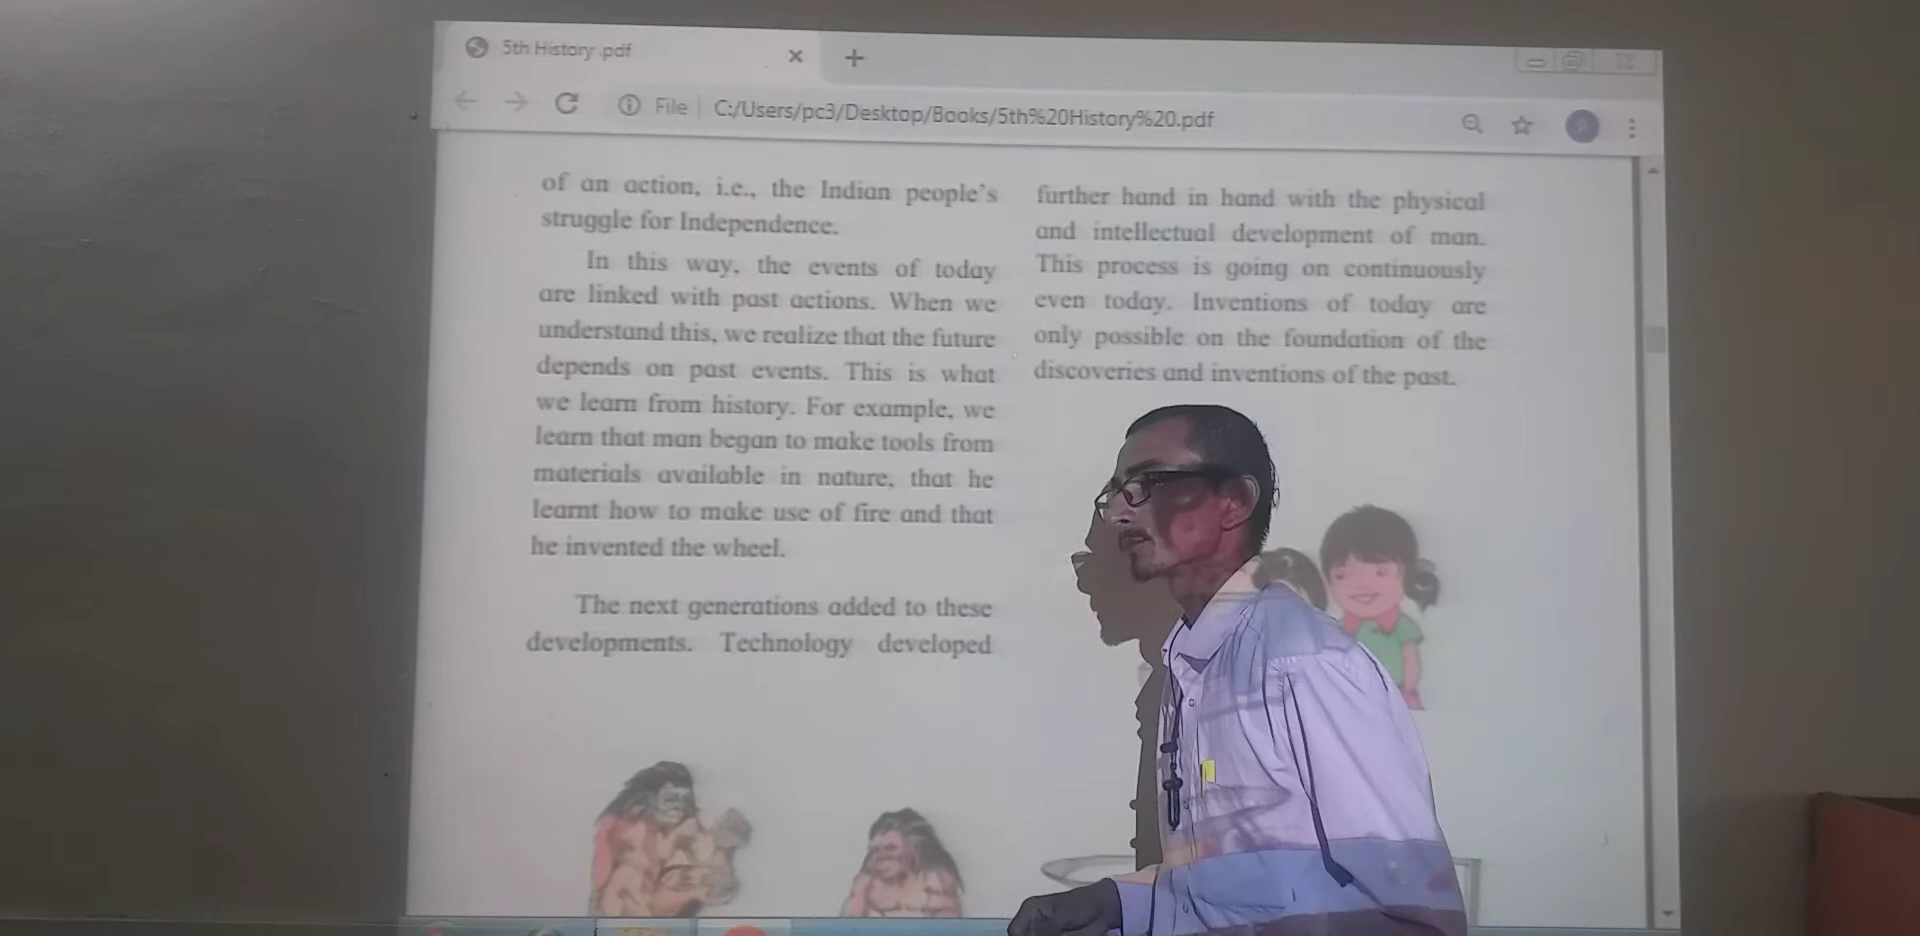 5th History .pdf
File
C:/Users/pc3/Desktop/Books/5th%20History%20.pdf
of an action, i.e., the Indian people's
struggle for Independence.
In this way, the events of today
are linked with past actions. When we
understand this, we realize that the future
depends on past events. This is what
we learn from history. For example, we
learn that man began to make tools from
materials available in nature, that he
learnt how to make use of fire and that
he invented the wheel.
The next generations added to these
developments. Technology developed
further hand in hand with the physical
and intellectual development of man.
This process is going on continuously
even today. Inventions of today are
only possible on the foundation of the
discoveries and inventions of the past.